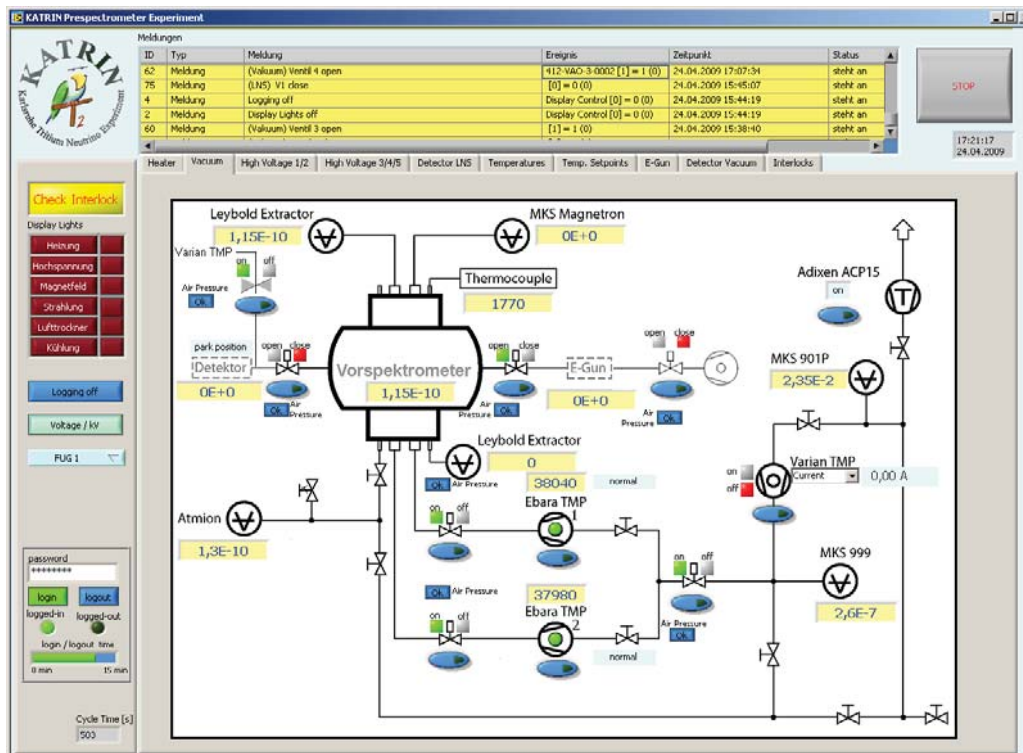 KATRIN Prespectrometer Experiment
KATRIN
Karlsruhe Tritium Neutrino Experiment
T2
Meldungen
ID Typ Meldung Ereignis Zeitpunkt Status
62 Meldung (Vakuum) Ventil 4 open 412-VAO-3-0002 [1] = 1 (0) 24.04.2009 17:07:34 steht an
75 Meldung (LNS) V1 close [0] = 0 (0) 24.04.2009 15:45:07 steht an
4 Meldung Logging off Display Control [0] = 0 (0) 24.04.2009 15:44:19 steht an
2 Meldung Display Lights off Display Control [0] = 0 (0) 24.04.2009 15:44:19 steht an
60 Meldung (Vakuum) Ventil 3 open [1] = 1 (0) 24.04.2009 15:38:40 steht an
STOP
17:21:17
24.04.2009
Heater Vacuum High Voltage 1/2 High Voltage 3/4/5 Detector LNS Temperatures Temp. Setpoints E-Gun Detector Vacuum Interlocks
Check Interlock
Display Lights
Heizung
Hochspannung
Magnetfeld
Strahlung
Lufttrockner
Kühlung
Logging off
Voltage / kV
FUG 1
password
********
login logout
logged-in logged-out
login / logout time
0 min 15 min
Cycle Time [s]
500
Leybold Extractor
1,15E-10
MKS Magnetron
0E+0
Varian TMP
on off
Air Pressure
Ok
Thermocouple
1770
Adixen ACP15
on
park position
open close
Detektor
0E+0
Air Pressure
Ok
Vorspektrometer
1,15E-10
open close
E-Gun
0E+0
Air Pressure
Ok
open close
Air Pressure
Ok
MKS 901P
2,35E-2
Leybold Extractor
0
Ok Air Pressure
38040 normal
on off
Ebara TMP
1
Varian TMP
on
off
Current 0,00 A
Atmion
1,3E-10
Ok Air Pressure
37980
on off
Ebara TMP
2
normal
on off
Air Pressure
Ok
MKS 999
2,6E-7